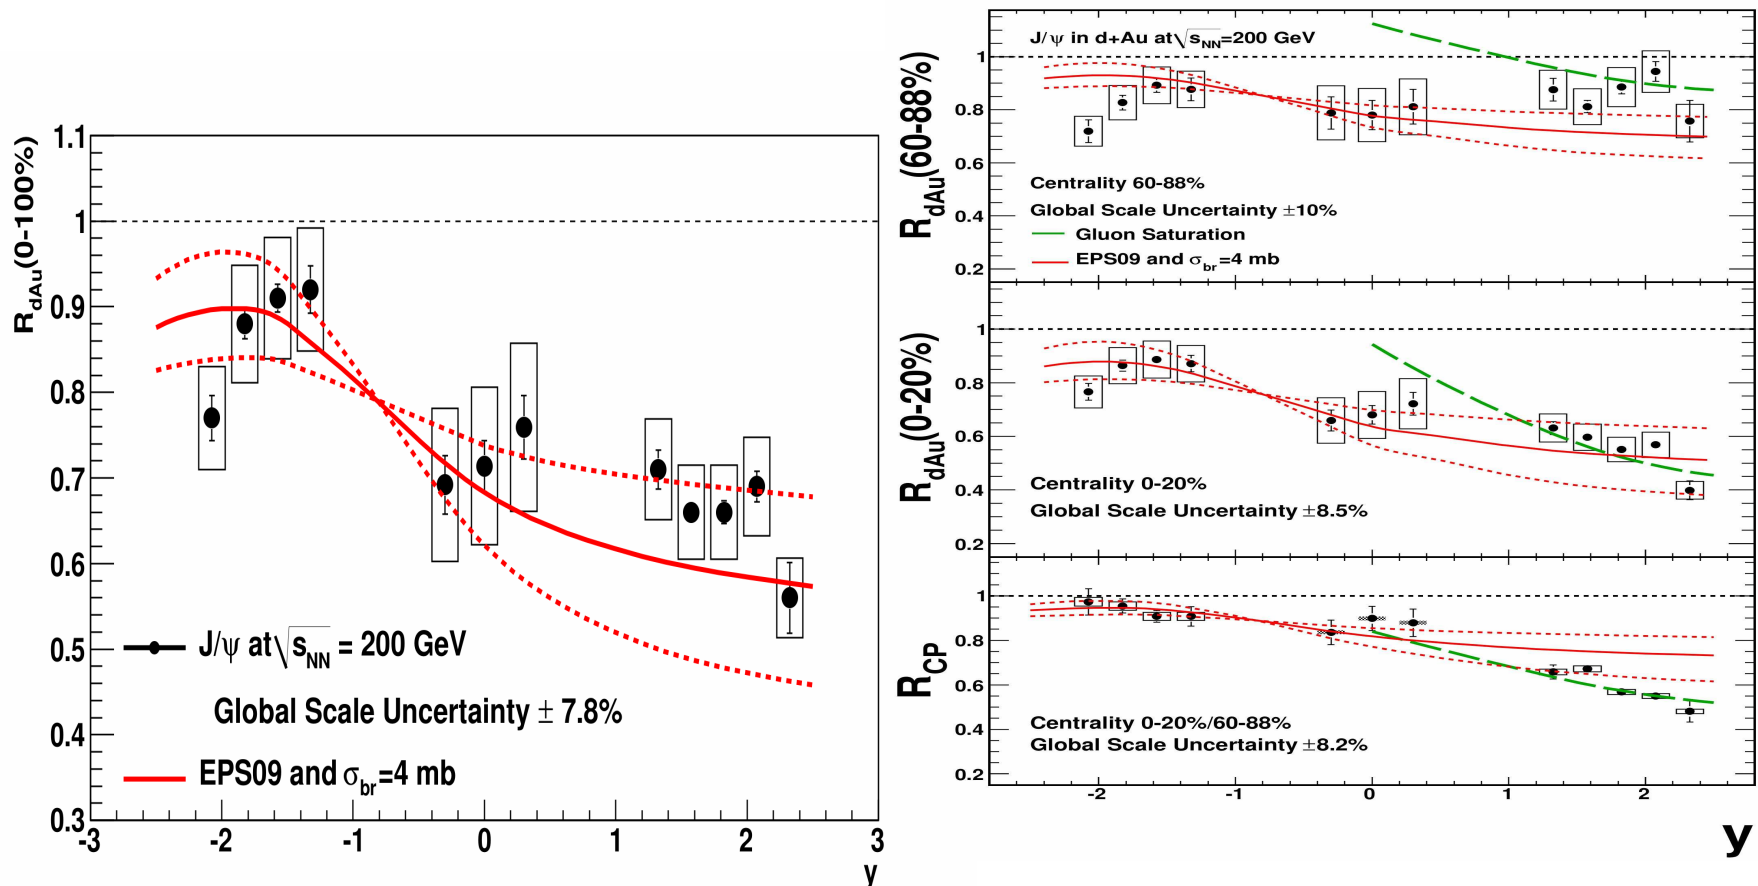 R_dAu(0-100%)
1.1
1
0.9
0.8
0.7
0.6
0.5
0.4
0.3
J/ψ at √s_NN = 200 GeV
Global Scale Uncertainty ± 7.8%
EPS09 and σ_br=4 mb
-3 -2 -1 0 1 2 3
y
R_dAu(60-88%)
J/ψ in d+Au at √s_NN=200 GeV
1
0.8
0.6
0.4
0.2
Centrality 60-88%
Global Scale Uncertainty ±10%
Gluon Saturation
EPS09 and σ_br=4 mb
R_dAu(0-20%)
1
0.8
0.6
0.4
0.2
Centrality 0-20%
Global Scale Uncertainty ±8.5%
R_CP
1
0.8
0.6
0.4
0.2
Centrality 0-20%/60-88%
Global Scale Uncertainty ±8.2%
-2 -1 0 1 2
y